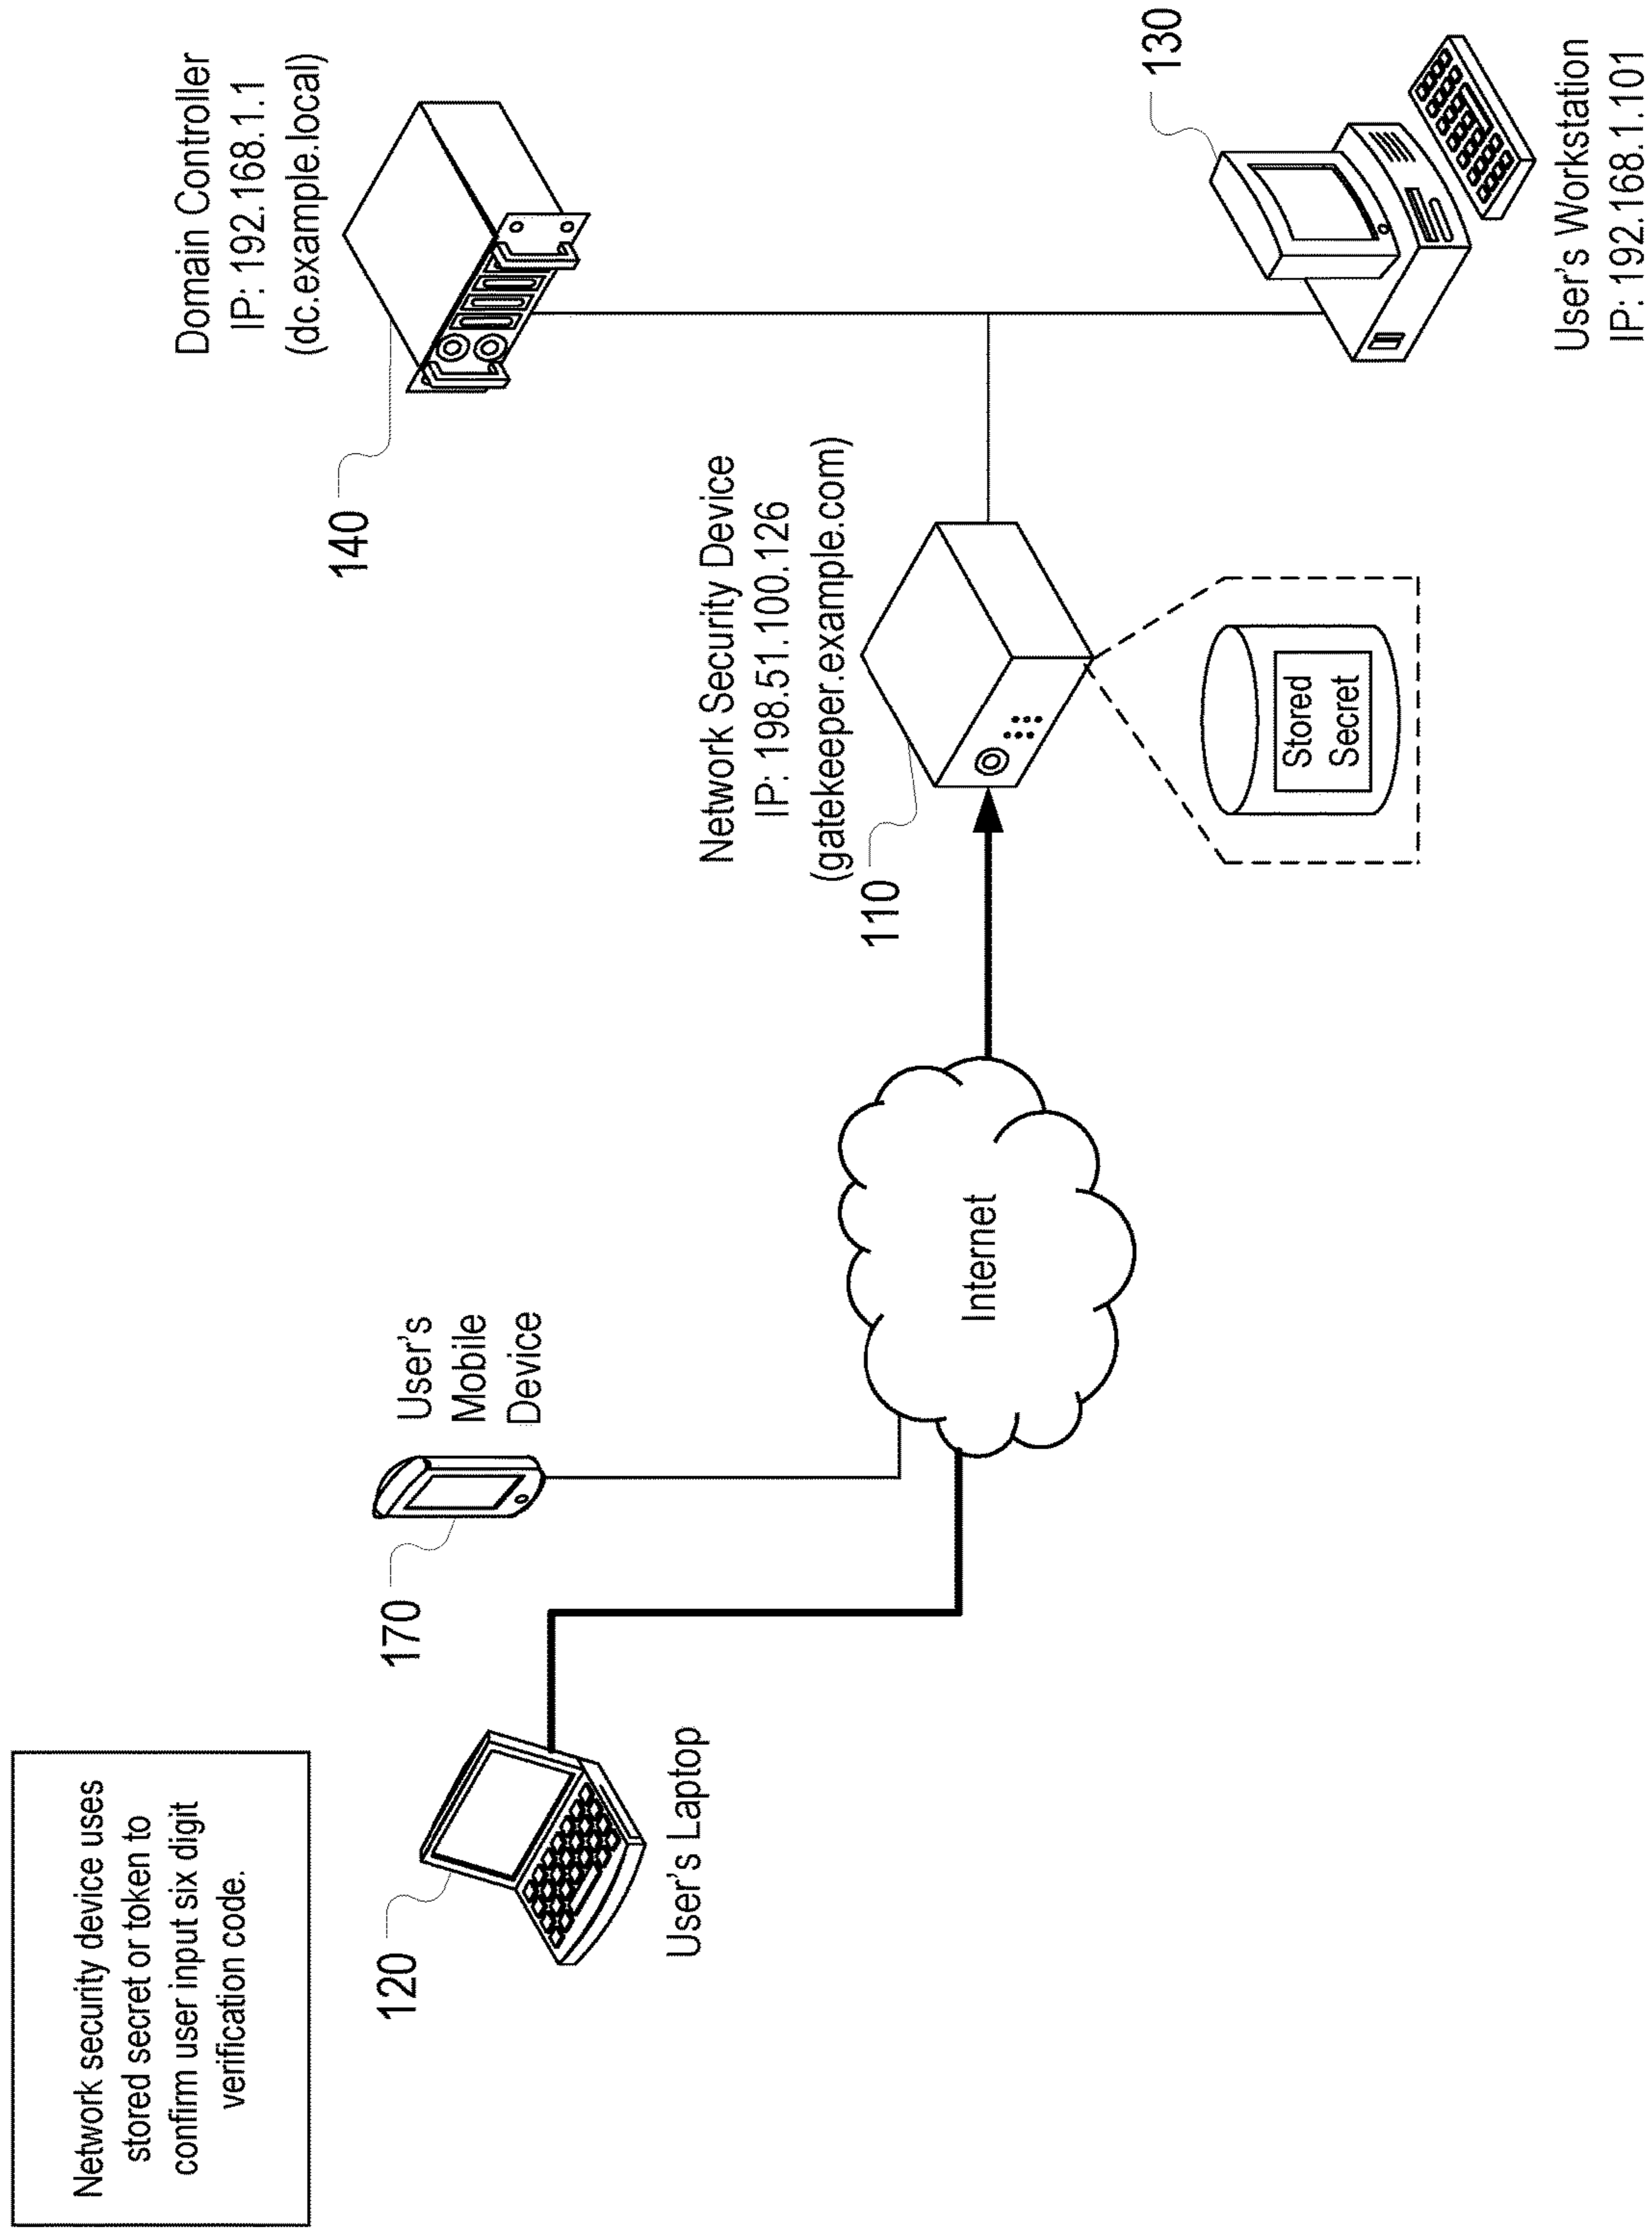 Network security device uses
stored secret or token to
confirm user input six digit
verification code.
120
User's Laptop
170
User's
Mobile
Device
Internet
110
Network Security Device
IP: 198.51.100.126
(gatekeeper.example.com)
Stored
Secret
140
Domain Controller
IP: 192.168.1.1
(dc.example.local)
130
User's Workstation
IP: 192.168.1.101